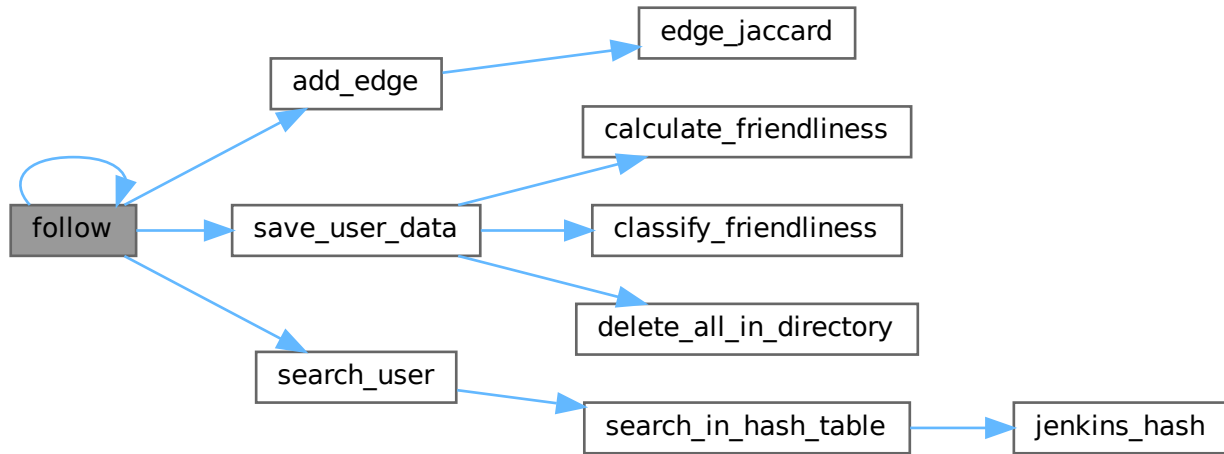 follow
add_edge
edge_jaccard
save_user_data
calculate_friendliness
classify_friendliness
delete_all_in_directory
search_user
search_in_hash_table
jenkins_hash